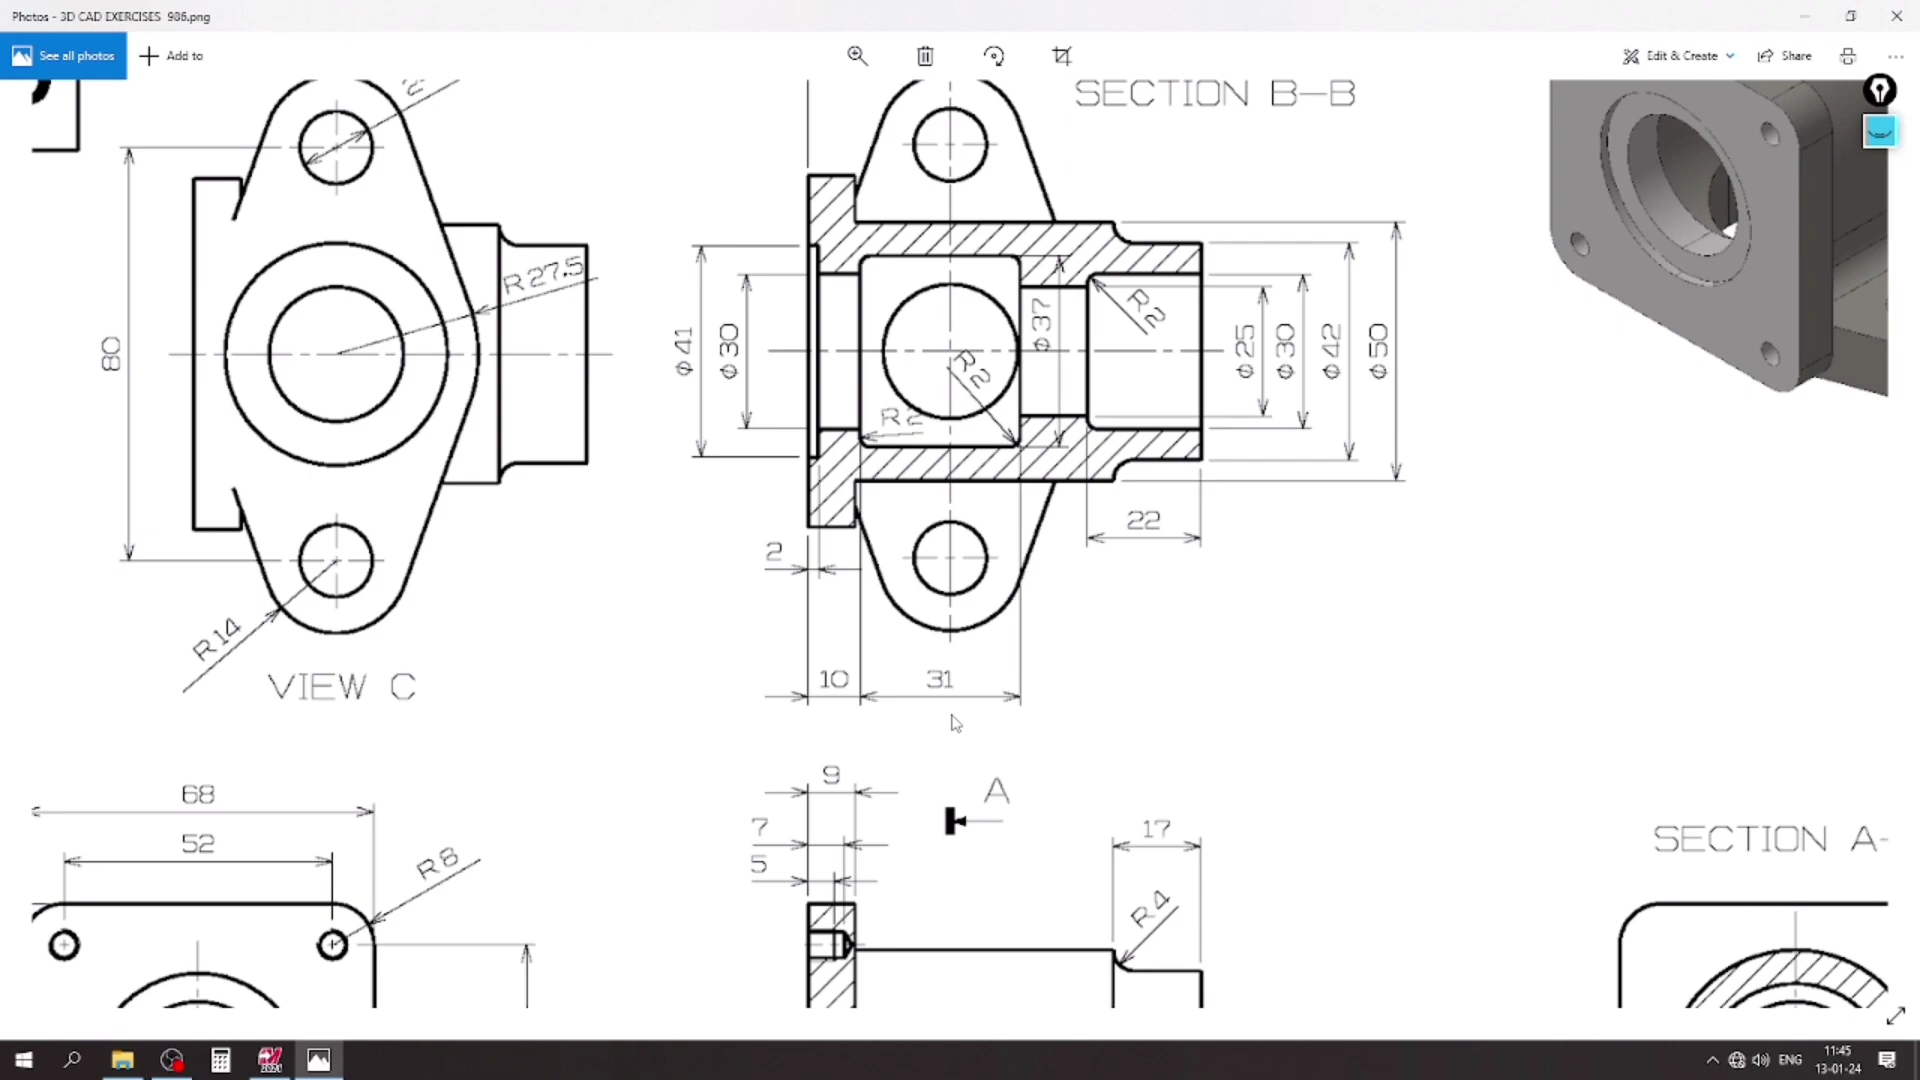 Photos - 3D CAD EXERCISES 986.png
See all photos
Add to
Edit & Create
Share
SECTION B-B
R27.5
80
R14
VIEW C
ϕ41
ϕ30
R2
R2
ϕ37
R2
ϕ25
ϕ30
ϕ42
ϕ50
22
2
10
31
68
52
R8
9
7
5
A
17
R4
SECTION A-
ENG
11:45
13-01-24